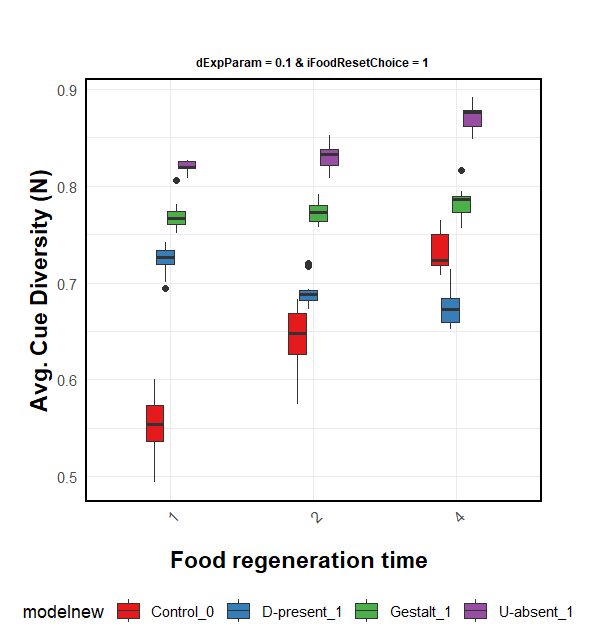 dExpParam = 0.1 & iFoodResetChoice = 1
Avg. Cue Diversity (N)
0.9
0.8
0.7
0.6
0.5
1
2
4
Food regeneration time
modelnew
Control_0
D-present_1
Gestalt_1
U-absent_1